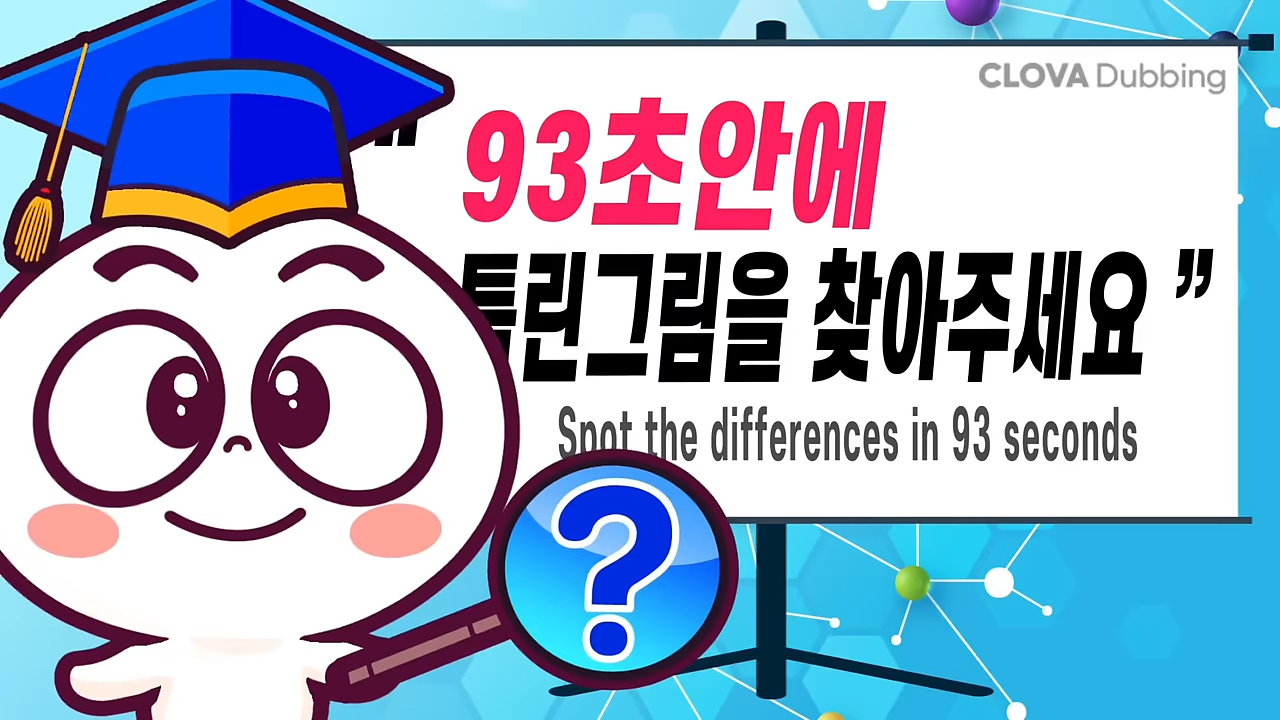 CLOVA Dubbing
" 93초안에
틀린그림을 찾아주세요 "
Spot the differences in 93 seconds
?